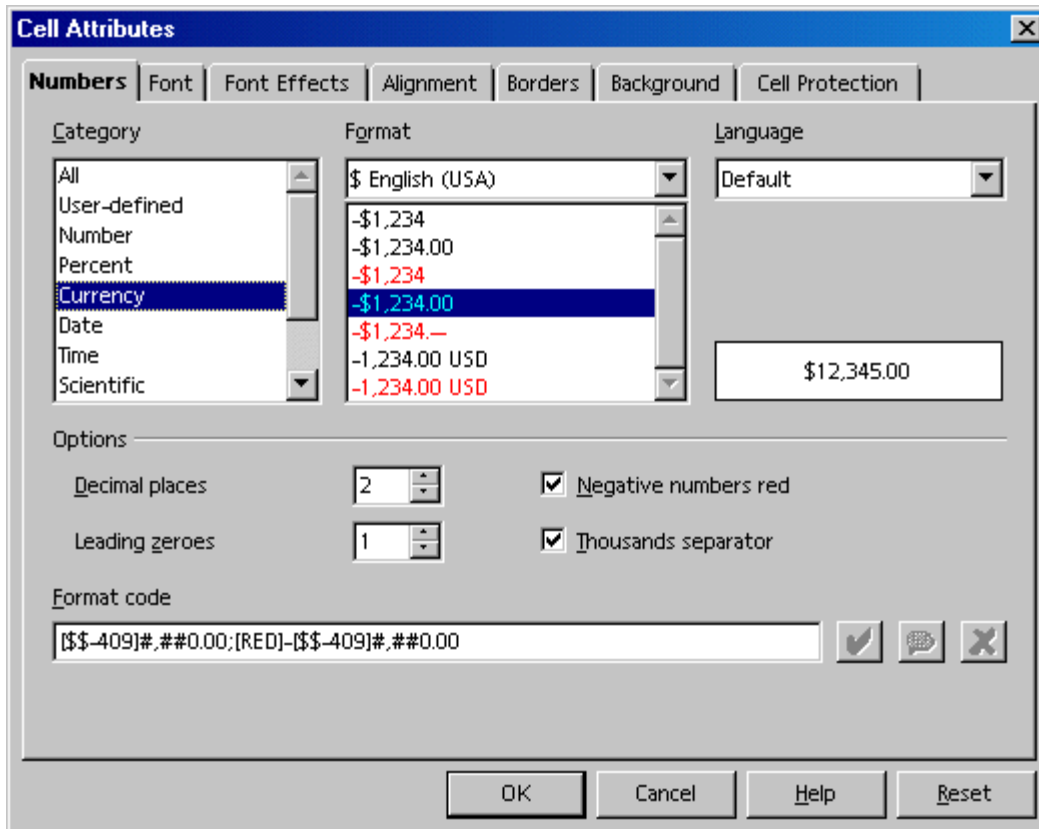 Cell Attributes
Numbers Font Font Effects Alignment Borders Background Cell Protection
Category
All
User-defined
Number
Percent
Currency
Date
Time
Scientific
Format
$ English (USA)
-$1,234
-$1,234.00
-$1,234
-$1,234.00
-$1,234.—
-1,234.00 USD
-1,234.00 USD
Language
Default
$12,345.00
Options
Decimal places 2
Negative numbers red
Leading zeroes 1
Thousands separator
Format code
[$$-409]#,##0.00;[RED]-[$$-409]#,##0.00
OK Cancel Help Reset